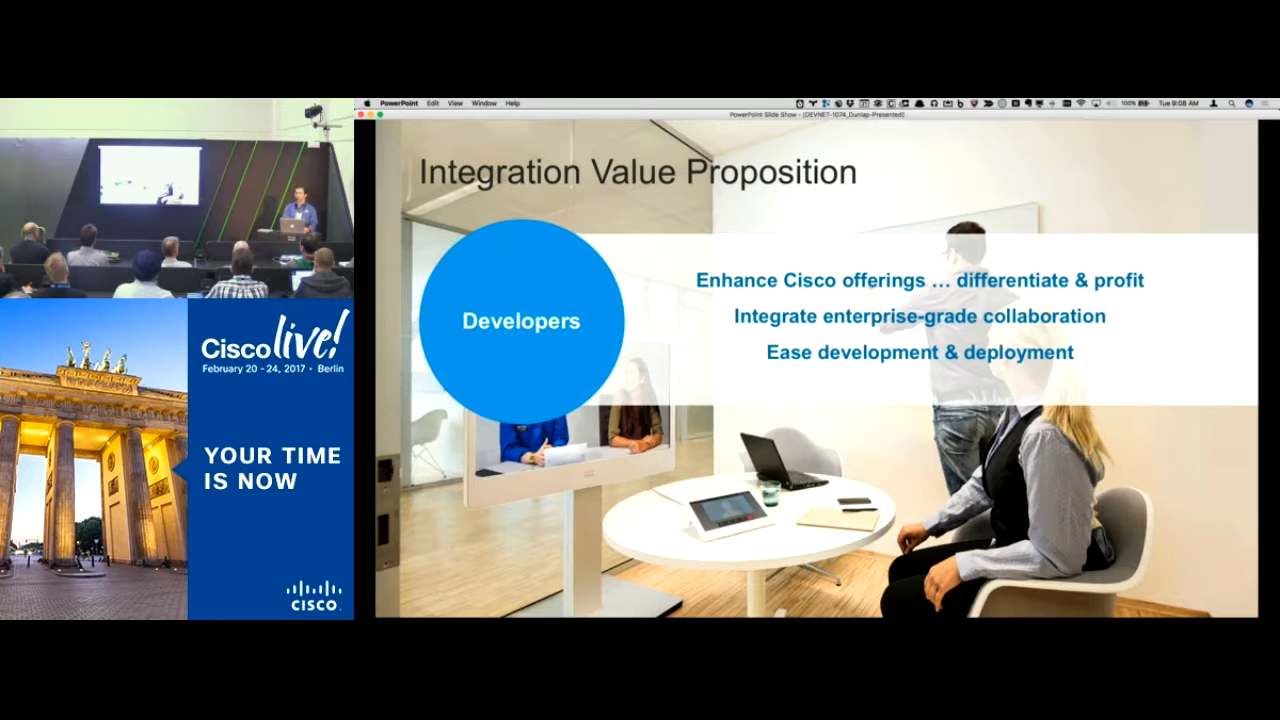 PowerPoint Edit View Window Help
100% Tue 9:08 AM
PowerPoint Slide Show - [DEVNET-1074_Dunlap-Presented]
Integration Value Proposition
Developers
Enhance Cisco offerings … differentiate & profit
Integrate enterprise-grade collaboration
Ease development & deployment
Cisco live!
February 20 - 24, 2017 • Berlin
YOUR TIME
IS NOW
CISCO